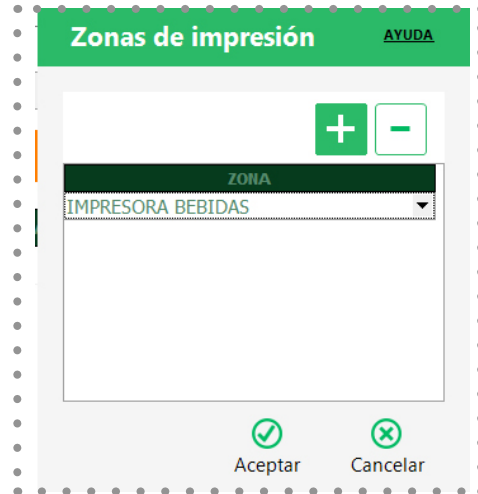 Zonas de impresión
AYUDA
+ -
ZONA
IMPRESORA BEBIDAS
Aceptar
Cancelar